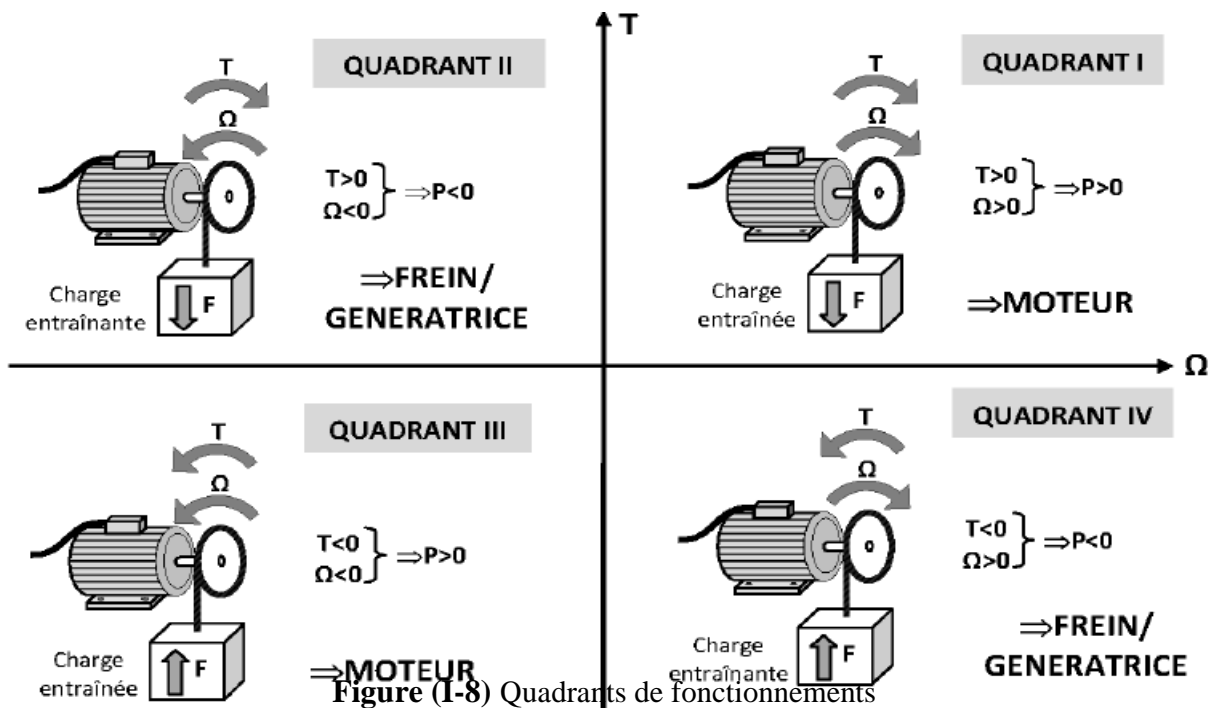 T
QUADRANT II
T
Ω
T>0
Ω<0
⇒P<0
Charge
entraînante
F
⇒FREIN/
GENERATRICE
QUADRANT I
T
Ω
T>0
Ω>0
⇒P>0
Charge
entraînée
F
⇒MOTEUR
Ω
QUADRANT III
T
Ω
T<0
Ω<0
⇒P>0
Charge
entraînée
F
⇒MOTEUR
QUADRANT IV
T
Ω
T<0
Ω>0
⇒P<0
Charge
entraînante
F
⇒FREIN/
GENERATRICE
Figure (I-8) Quadrants de fonctionnements